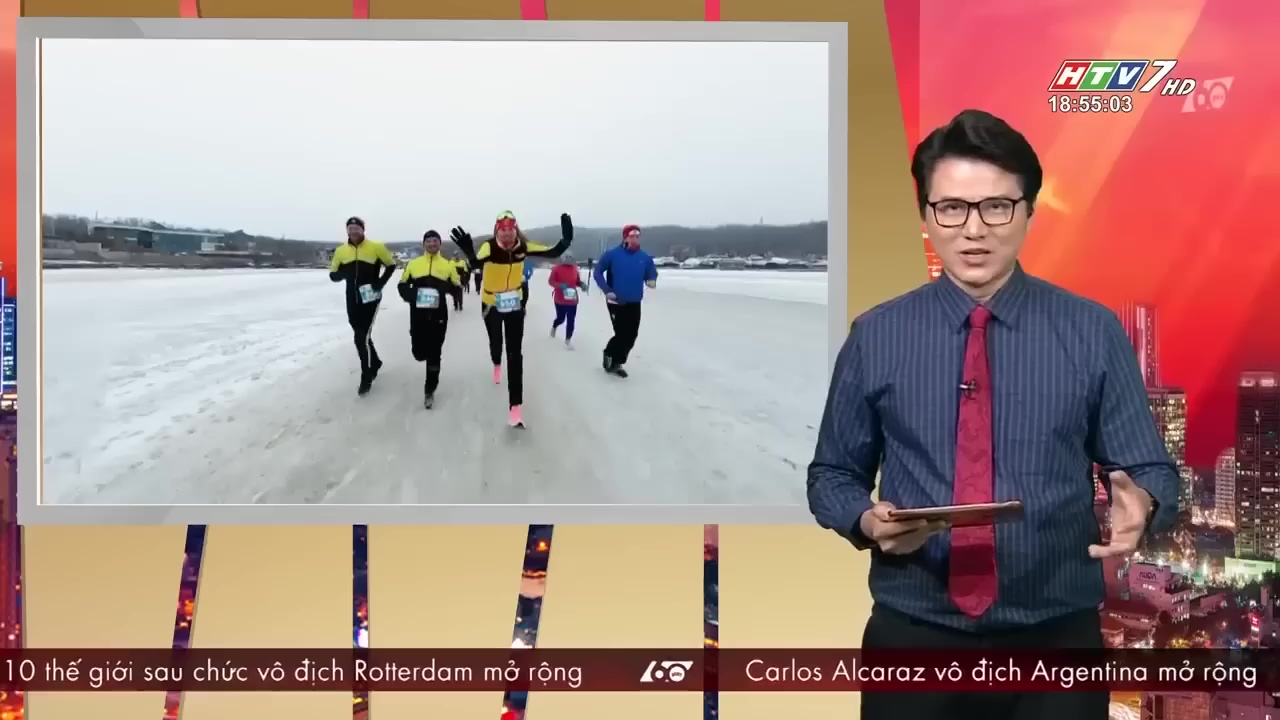 HTV7 HD
18:55:03
10 thế giới sau chức vô địch Rotterdam mở rộng
60
Carlos Alcaraz vô địch Argentina mở rộng